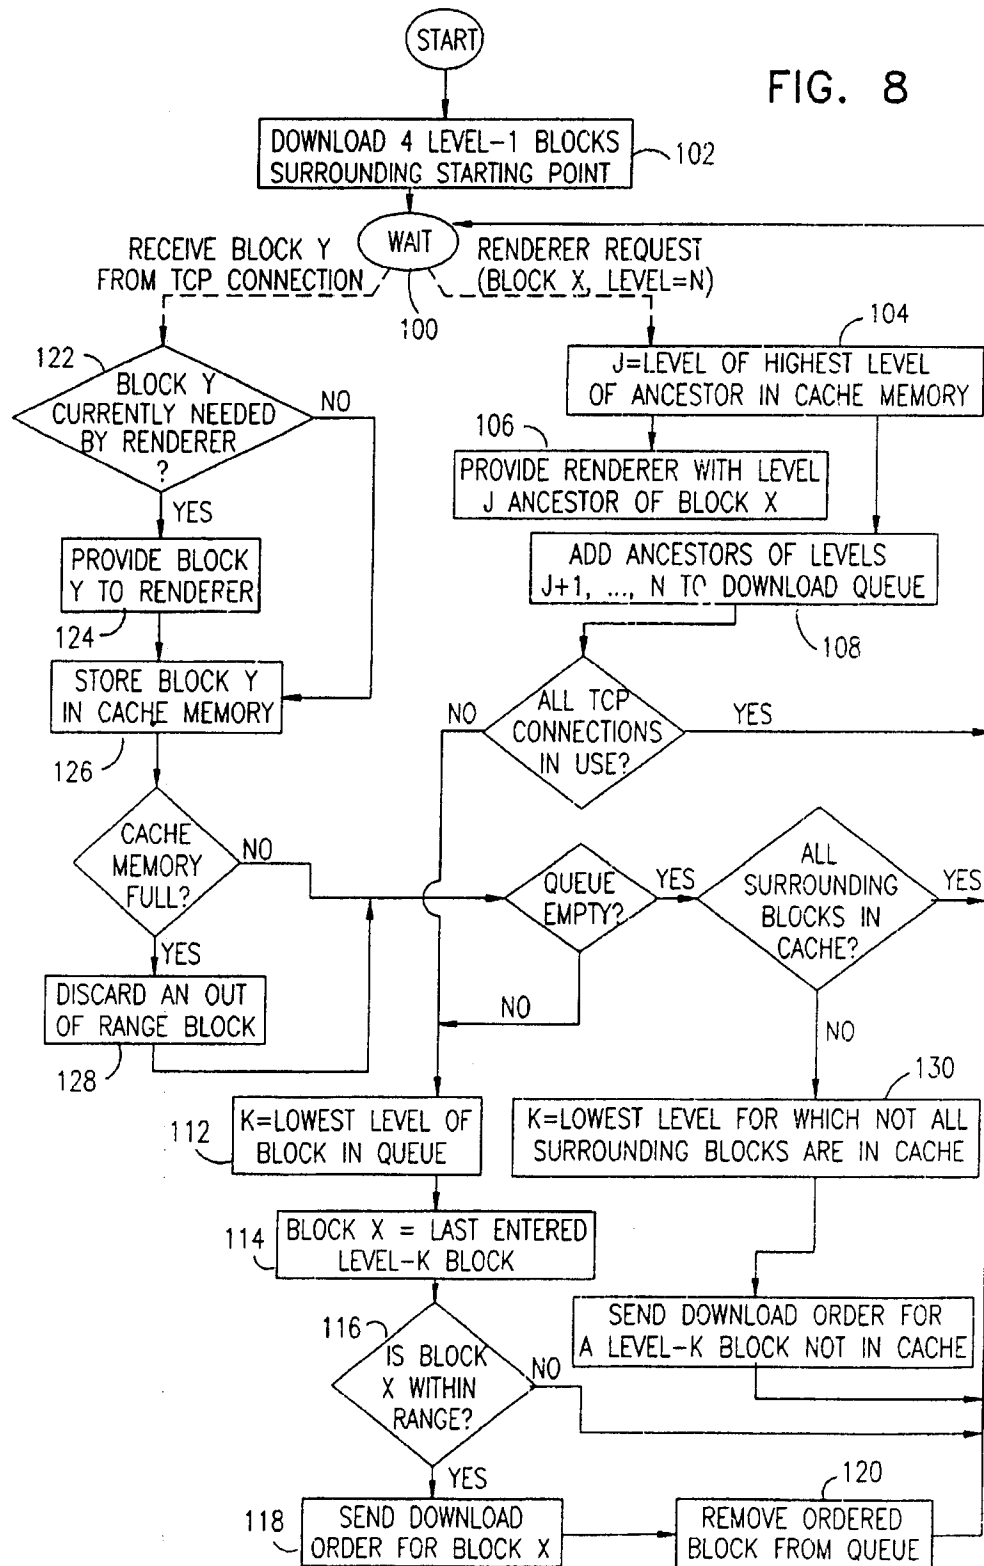 START
FIG. 8
DOWNLOAD 4 LEVEL-1 BLOCKS
SURROUNDING STARTING POINT
102
WAIT
100
RECEIVE BLOCK Y
FROM TCP CONNECTION
RENDERER REQUEST
(BLOCK X, LEVEL=N)
104
J=LEVEL OF HIGHEST LEVEL
OF ANCESTOR IN CACHE MEMORY
122
BLOCK Y
CURRENTLY NEEDED
BY RENDERER
?
NO
YES
106
PROVIDE RENDERER WITH LEVEL
J ANCESTOR OF BLOCK X
PROVIDE BLOCK
Y TO RENDERER
124
ADD ANCESTORS OF LEVELS
J+1, ..., N TO DOWNLOAD QUEUE
108
STORE BLOCK Y
IN CACHE MEMORY
126
ALL TCP
CONNECTIONS
IN USE?
NO
YES
CACHE
MEMORY
FULL?
NO
YES
QUEUE
EMPTY?
YES
NO
ALL
SURROUNDING
BLOCKS IN
CACHE?
YES
NO
DISCARD AN OUT
OF RANGE BLOCK
128
130
112
K=LOWEST LEVEL OF
BLOCK IN QUEUE
K=LOWEST LEVEL FOR WHICH NOT ALL
SURROUNDING BLOCKS ARE IN CACHE
114
BLOCK X = LAST ENTERED
LEVEL-K BLOCK
SEND DOWNLOAD ORDER FOR
A LEVEL-K BLOCK NOT IN CACHE
116
IS BLOCK
X WITHIN
RANGE?
NO
YES
118
SEND DOWNLOAD
ORDER FOR BLOCK X
120
REMOVE ORDERED
BLOCK FROM QUEUE